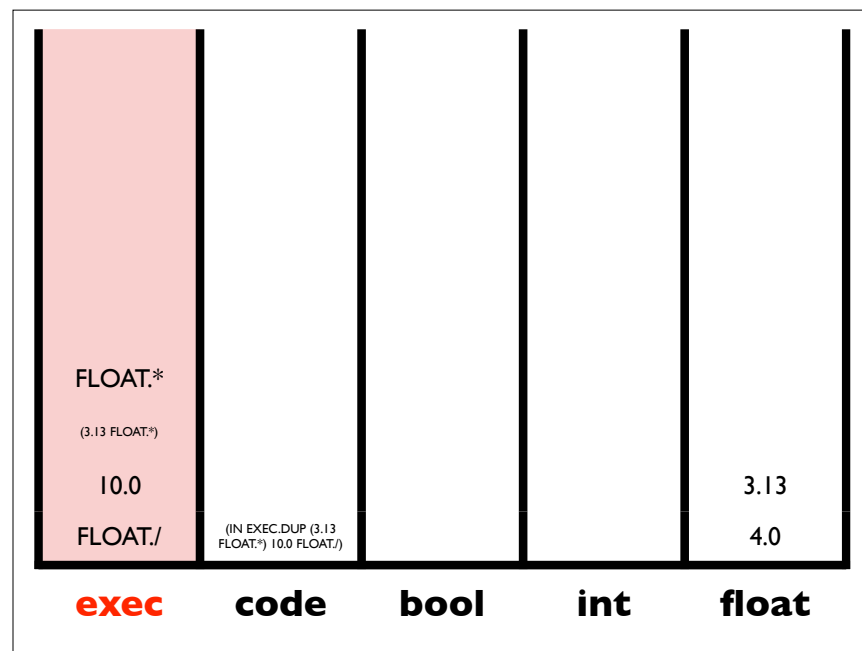 FLOAT.*
(3.13 FLOAT.*)
10.0
3.13
FLOAT./
(IN EXEC.DUP (3.13
FLOAT.*) 10.0 FLOAT./)
4.0
exec
code
bool
int
float